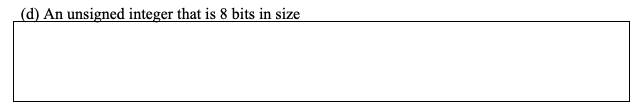 (d) An unsigned integer that is 8 bits in size